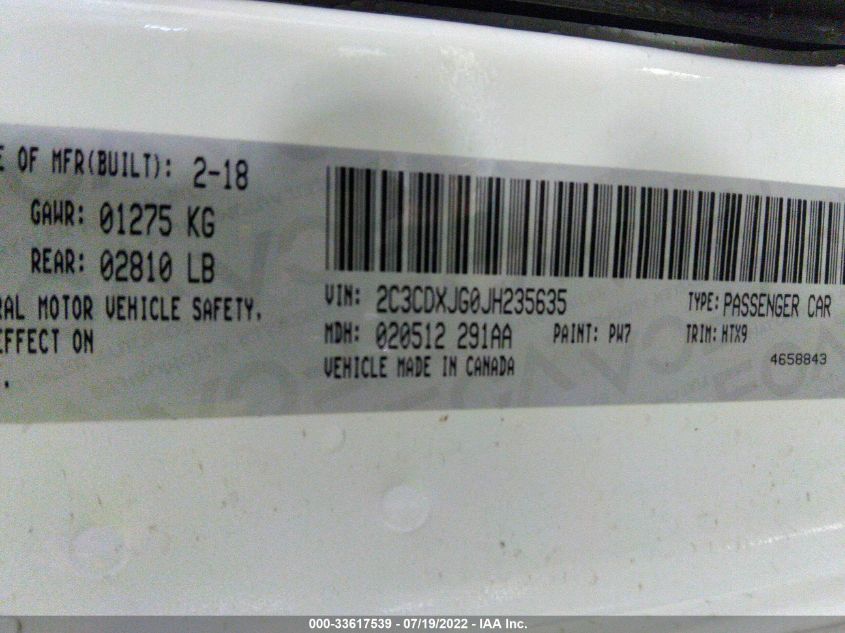 E OF MFR(BUILT): 2-18
GAWR: 01275 KG
REAR: 02810 LB
RAL MOTOR VEHICLE SAFETY.
EFFECT ON
.
VIN: 2C3CDXJG0JH235635 TYPE: PASSENGER CAR
MDH: 020512 291AA PAINT: PW7 TRIM: HTX9
VEHICLE MADE IN CANADA 4658843
000-33617539 - 07/19/2022 - IAA Inc.